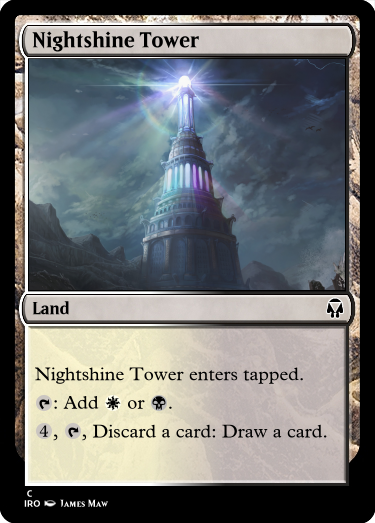 Nightshine Tower
Land
Nightshine Tower enters tapped.
: Add or .
4, , Discard a card: Draw a card.
C
IRO James Maw